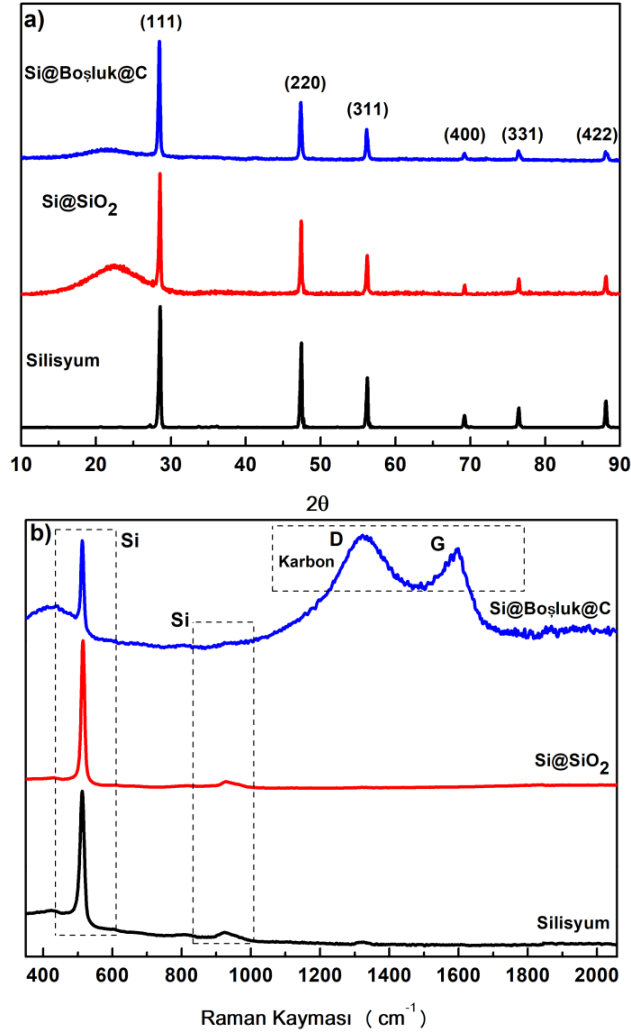 a)
(111)
Si@Boşluk@C
(220)
(311)
(400)
(331)
(422)
Si@SiO2
Silisyum
10 20 30 40 50 60 70 80 90
2θ
b)
Si
D
G
Karbon
Si@Boşluk@C
Si
Si@SiO2
Silisyum
400 600 800 1000 1200 1400 1600 1800 2000
Raman Kayması ( cm-1)